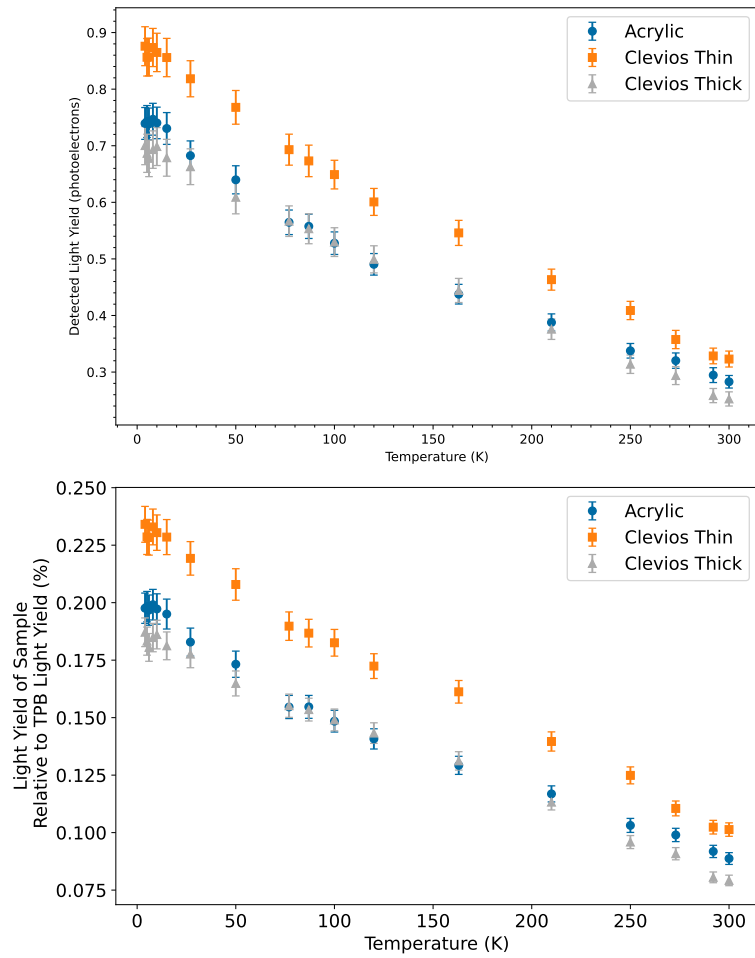 0.9
0.8
0.7
0.6
0.5
0.4
0.3
Detected Light Yield (photoelectrons)
Acrylic
Clevios Thin
Clevios Thick
0
50
100
150
200
250
300
Temperature (K)
0.250
0.225
0.200
0.175
0.150
0.125
0.100
0.075
Light Yield of Sample
Relative to TPB Light Yield (%)
Acrylic
Clevios Thin
Clevios Thick
0
50
100
150
200
250
300
Temperature (K)